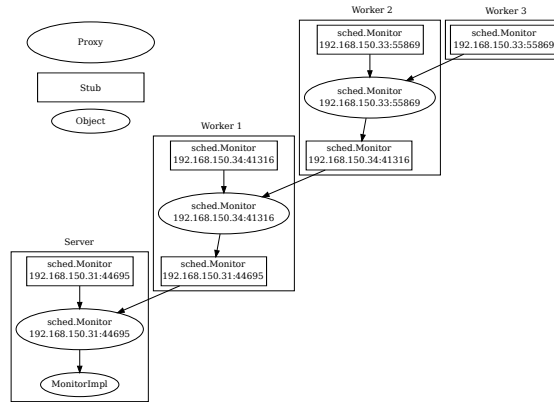 Worker 2
Worker 3
sched.Monitor
192.168.150.33:55869
sched.Monitor
192.168.150.33:55869
Proxy
sched.Monitor
192.168.150.33:55869
Stub
Object
Worker 1
sched.Monitor
192.168.150.34:41316
sched.Monitor
192.168.150.34:41316
sched.Monitor
192.168.150.34:41316
Server
sched.Monitor
192.168.150.31:44695
sched.Monitor
192.168.150.31:44695
sched.Monitor
192.168.150.31:44695
MonitorImpl